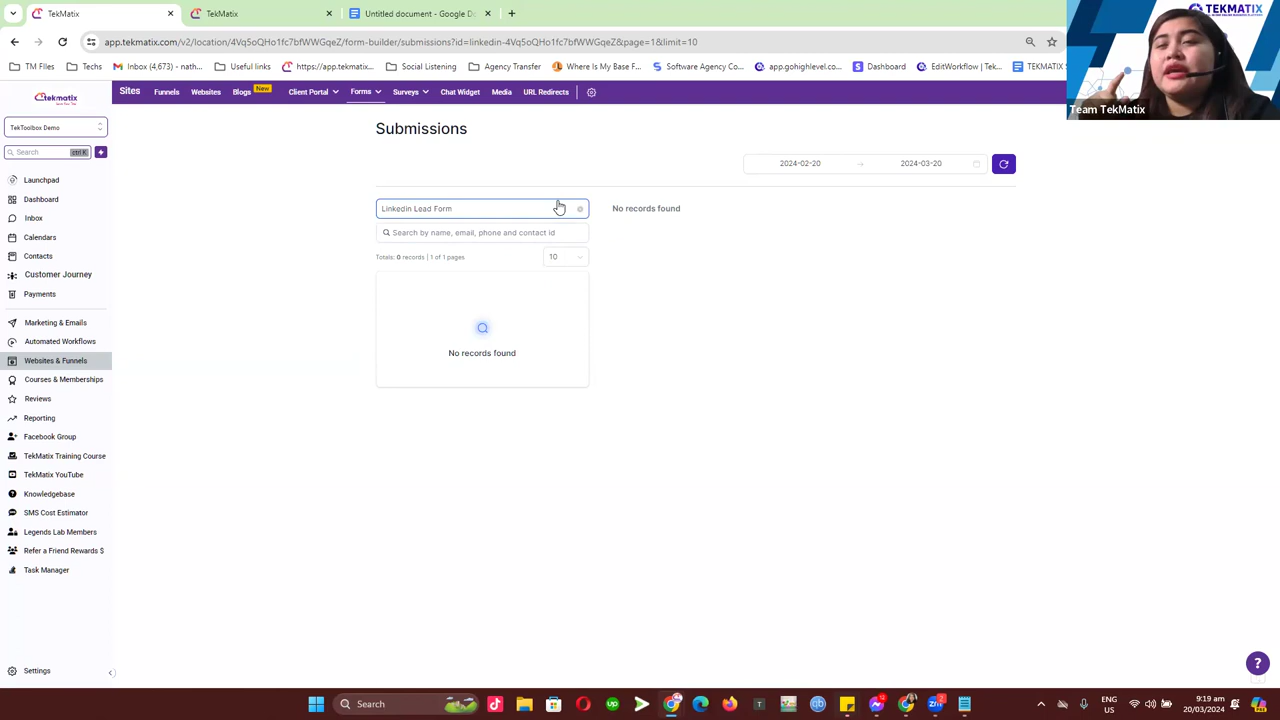 TekMatix
TekMatix
Untitled document - Google Do
app.tekmatix.com/v2/location/4Vq5oQHo1fc7bfWWGqeZ/form-builder/submissions?id=linkedin-4Vq5oQHo1fc7bfWWGqeZ&page=1&limit=10
TM Files
Techs
Inbox (4,673) - nath...
Useful links
https://app.tekmatix...
Social Listening
Agency Transfer
Where Is My Base F...
Software Agency Co...
app.gohighlevel.co...
Dashboard
EditWorkflow | Tek...
TEKMATIX
TEKMATIX
Team TekMatix
tekmatix
Sites
Funnels
Websites
Blogs
New
Client Portal
Forms
Surveys
Chat Widget
Media
URL Redirects
TekToolbox Demo
Search
ctrl K
Launchpad
Dashboard
Inbox
Calendars
Contacts
Customer Journey
Payments
Marketing & Emails
Automated Workflows
Websites & Funnels
Courses & Memberships
Reviews
Reporting
Facebook Group
TekMatix Training Course
TekMatix YouTube
Knowledgebase
SMS Cost Estimator
Legends Lab Members
Refer a Friend Rewards $
Task Manager
Settings
Submissions
2024-02-20
2024-03-20
Linkedin Lead Form
No records found
Search by name, email, phone and contact id
Totals: 0 records | 1 of 1 pages
10
No records found
?
Search
ENG
US
9:19 am
20/03/2024